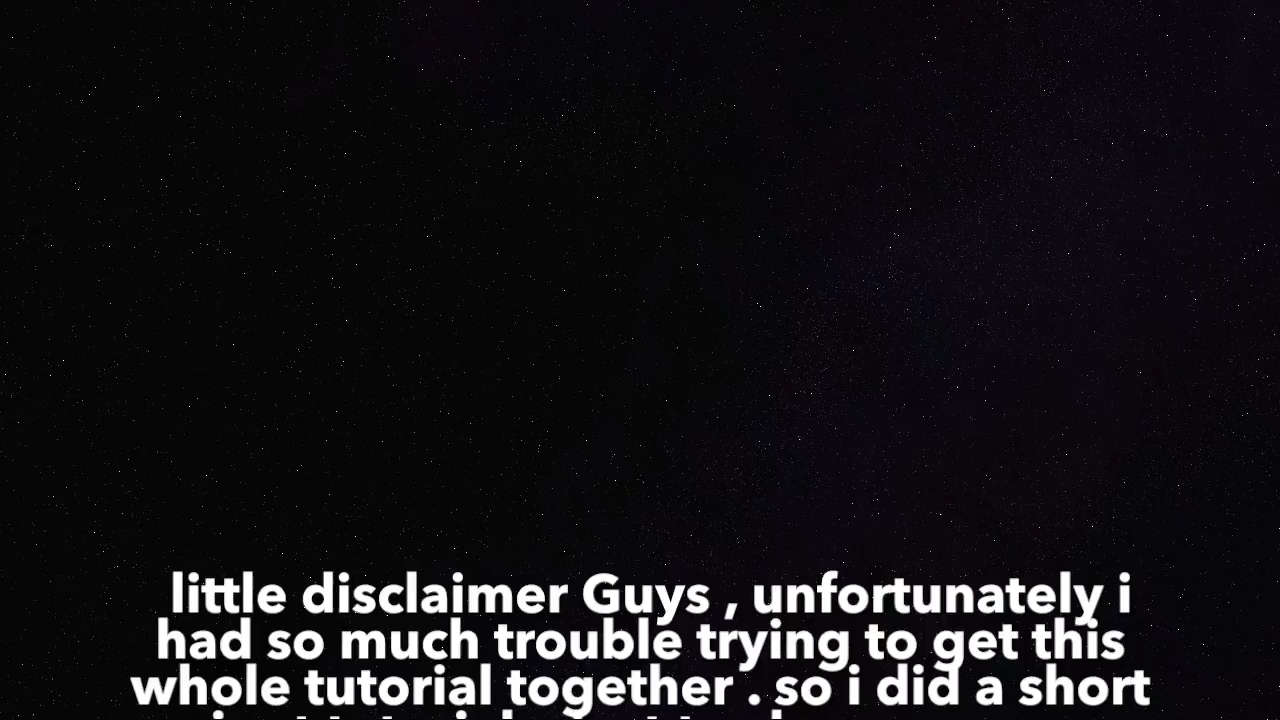 little disclaimer Guys , unfortunately i
had so much trouble trying to get this
whole tutorial together . so i did a short